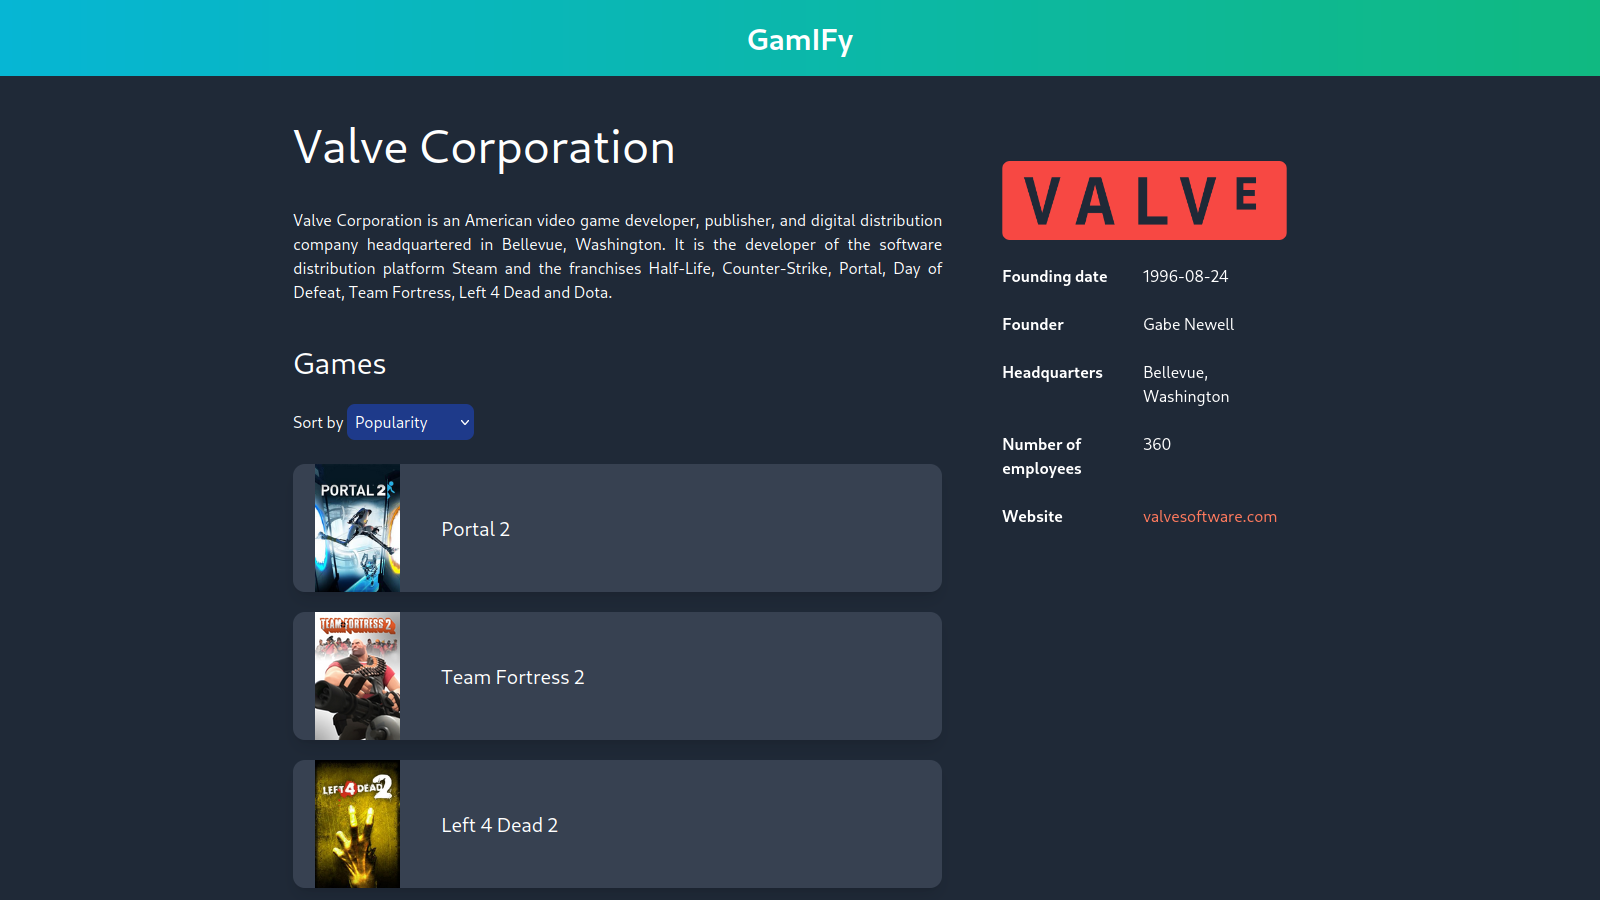 GamIFy
Valve Corporation
Valve Corporation is an American video game developer, publisher, and digital distribution
company headquartered in Bellevue, Washington. It is the developer of the software
distribution platform Steam and the franchises Half-Life, Counter-Strike, Portal, Day of
Defeat, Team Fortress, Left 4 Dead and Dota.
Games
Sort by Popularity
PORTAL 2
Portal 2
TEAM FORTRESS 2
Team Fortress 2
LEFT 4 DEAD 2
Left 4 Dead 2
VALVE
Founding date 1996-08-24
Founder Gabe Newell
Headquarters Bellevue,
Washington
Number of 360
employees
Website valvesoftware.com